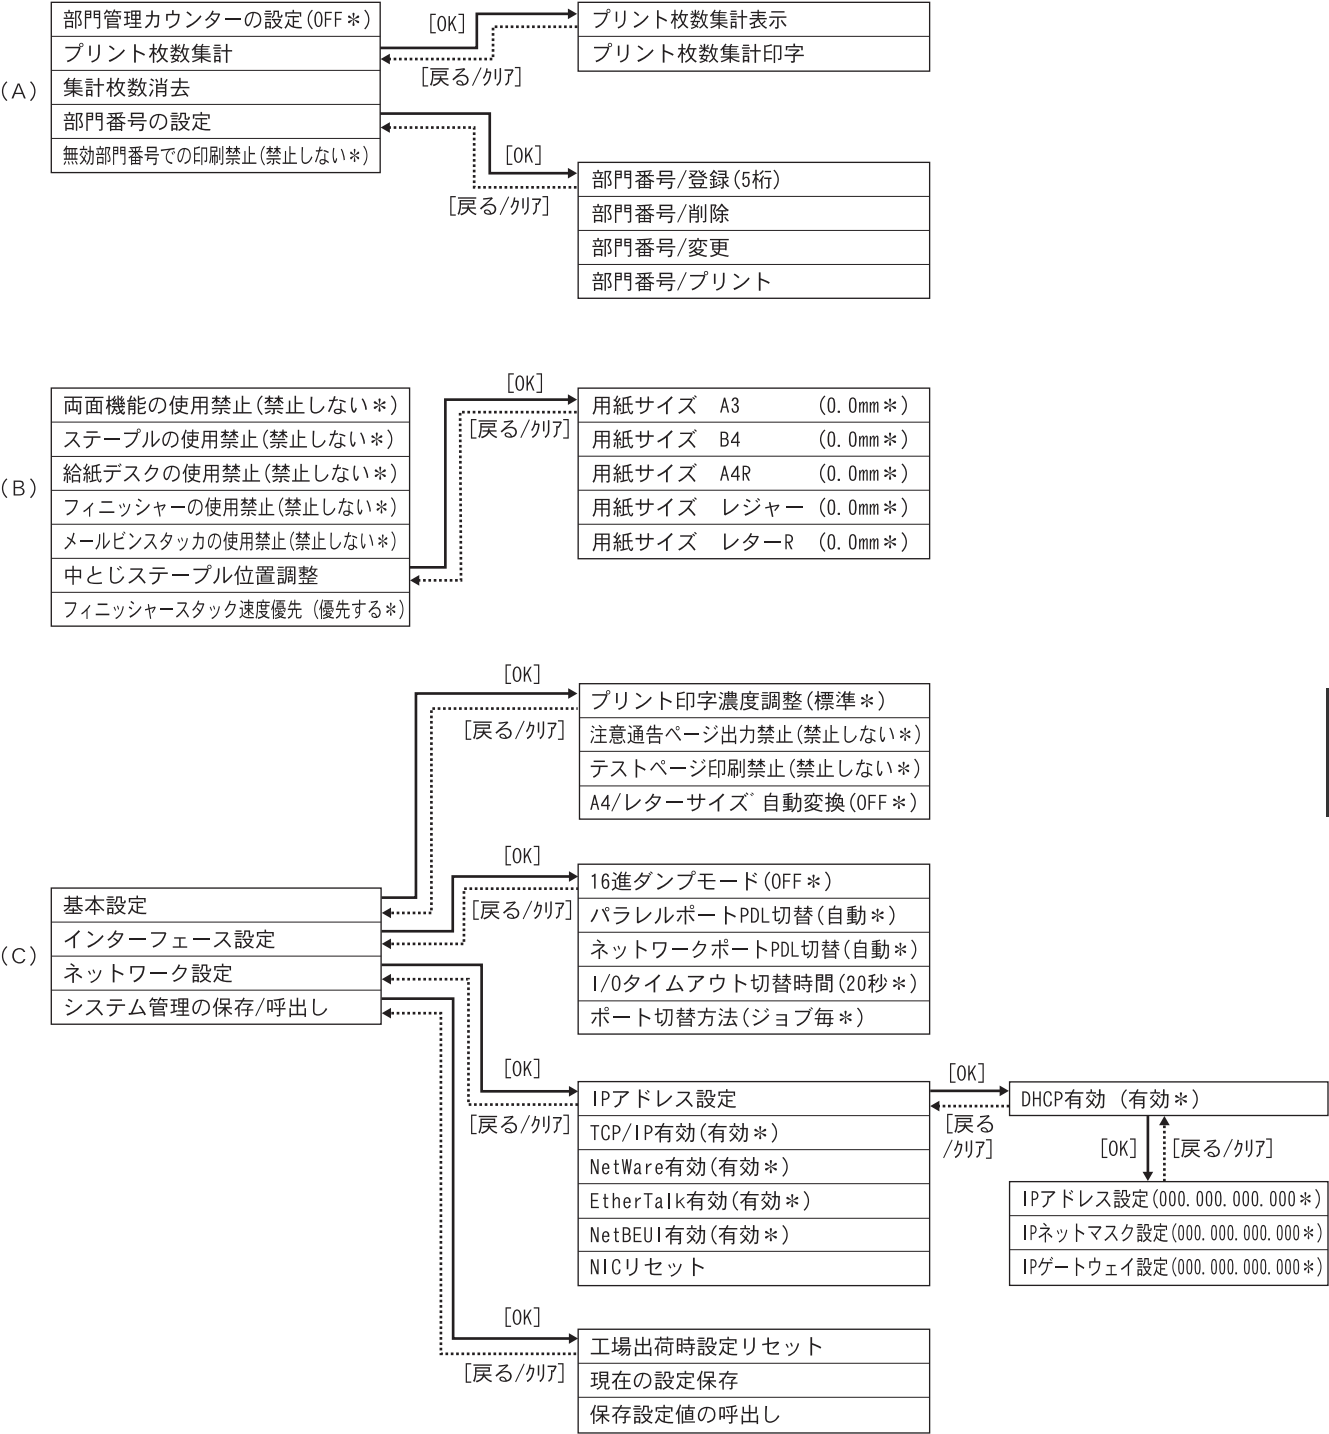 (A)
部門管理カウンターの設定(OFF＊)
プリント枚数集計
集計枚数消去
部門番号の設定
無効部門番号での印刷禁止(禁止しない＊)
[OK]
[戻る/クリア]
プリント枚数集計表示
プリント枚数集計印字
[OK]
[戻る/クリア]
部門番号/登録(5桁)
部門番号/削除
部門番号/変更
部門番号/プリント
(B)
両面機能の使用禁止(禁止しない＊)
ステープルの使用禁止(禁止しない＊)
給紙デスクの使用禁止(禁止しない＊)
フィニッシャーの使用禁止(禁止しない＊)
メールビンスタッカの使用禁止(禁止しない＊)
中とじステープル位置調整
フィニッシャースタック速度優先 (優先する＊)
[OK]
[戻る/クリア]
用紙サイズ A3 (0.0mm＊)
用紙サイズ B4 (0.0mm＊)
用紙サイズ A4R (0.0mm＊)
用紙サイズ レジャー (0.0mm＊)
用紙サイズ レターR (0.0mm＊)
(C)
基本設定
インターフェース設定
ネットワーク設定
システム管理の保存/呼出し
[OK]
[戻る/クリア]
プリント印字濃度調整(標準＊)
注意通告ページ出力禁止(禁止しない＊)
テストページ印刷禁止(禁止しない＊)
A4/レターサイズ゛自動変換(OFF＊)
[OK]
[戻る/クリア]
16進ダンプモード(OFF＊)
パラレルポートPDL切替(自動＊)
ネットワークポートPDL切替(自動＊)
I/Oタイムアウト切替時間(20秒＊)
ポート切替方法(ジョブ毎＊)
[OK]
[戻る/クリア]
IPアドレス設定
TCP/IP有効(有効＊)
NetWare有効(有効＊)
EtherTalk有効(有効＊)
NetBEUI有効(有効＊)
NICリセット
[OK]
[戻る
/クリア]
DHCP有効 (有効＊)
[OK]
[戻る/クリア]
IPアドレス設定(000.000.000.000＊)
IPネットマスク設定(000.000.000.000＊)
IPゲートウェイ設定(000.000.000.000＊)
[OK]
[戻る/クリア]
工場出荷時設定リセット
現在の設定保存
保存設定値の呼出し